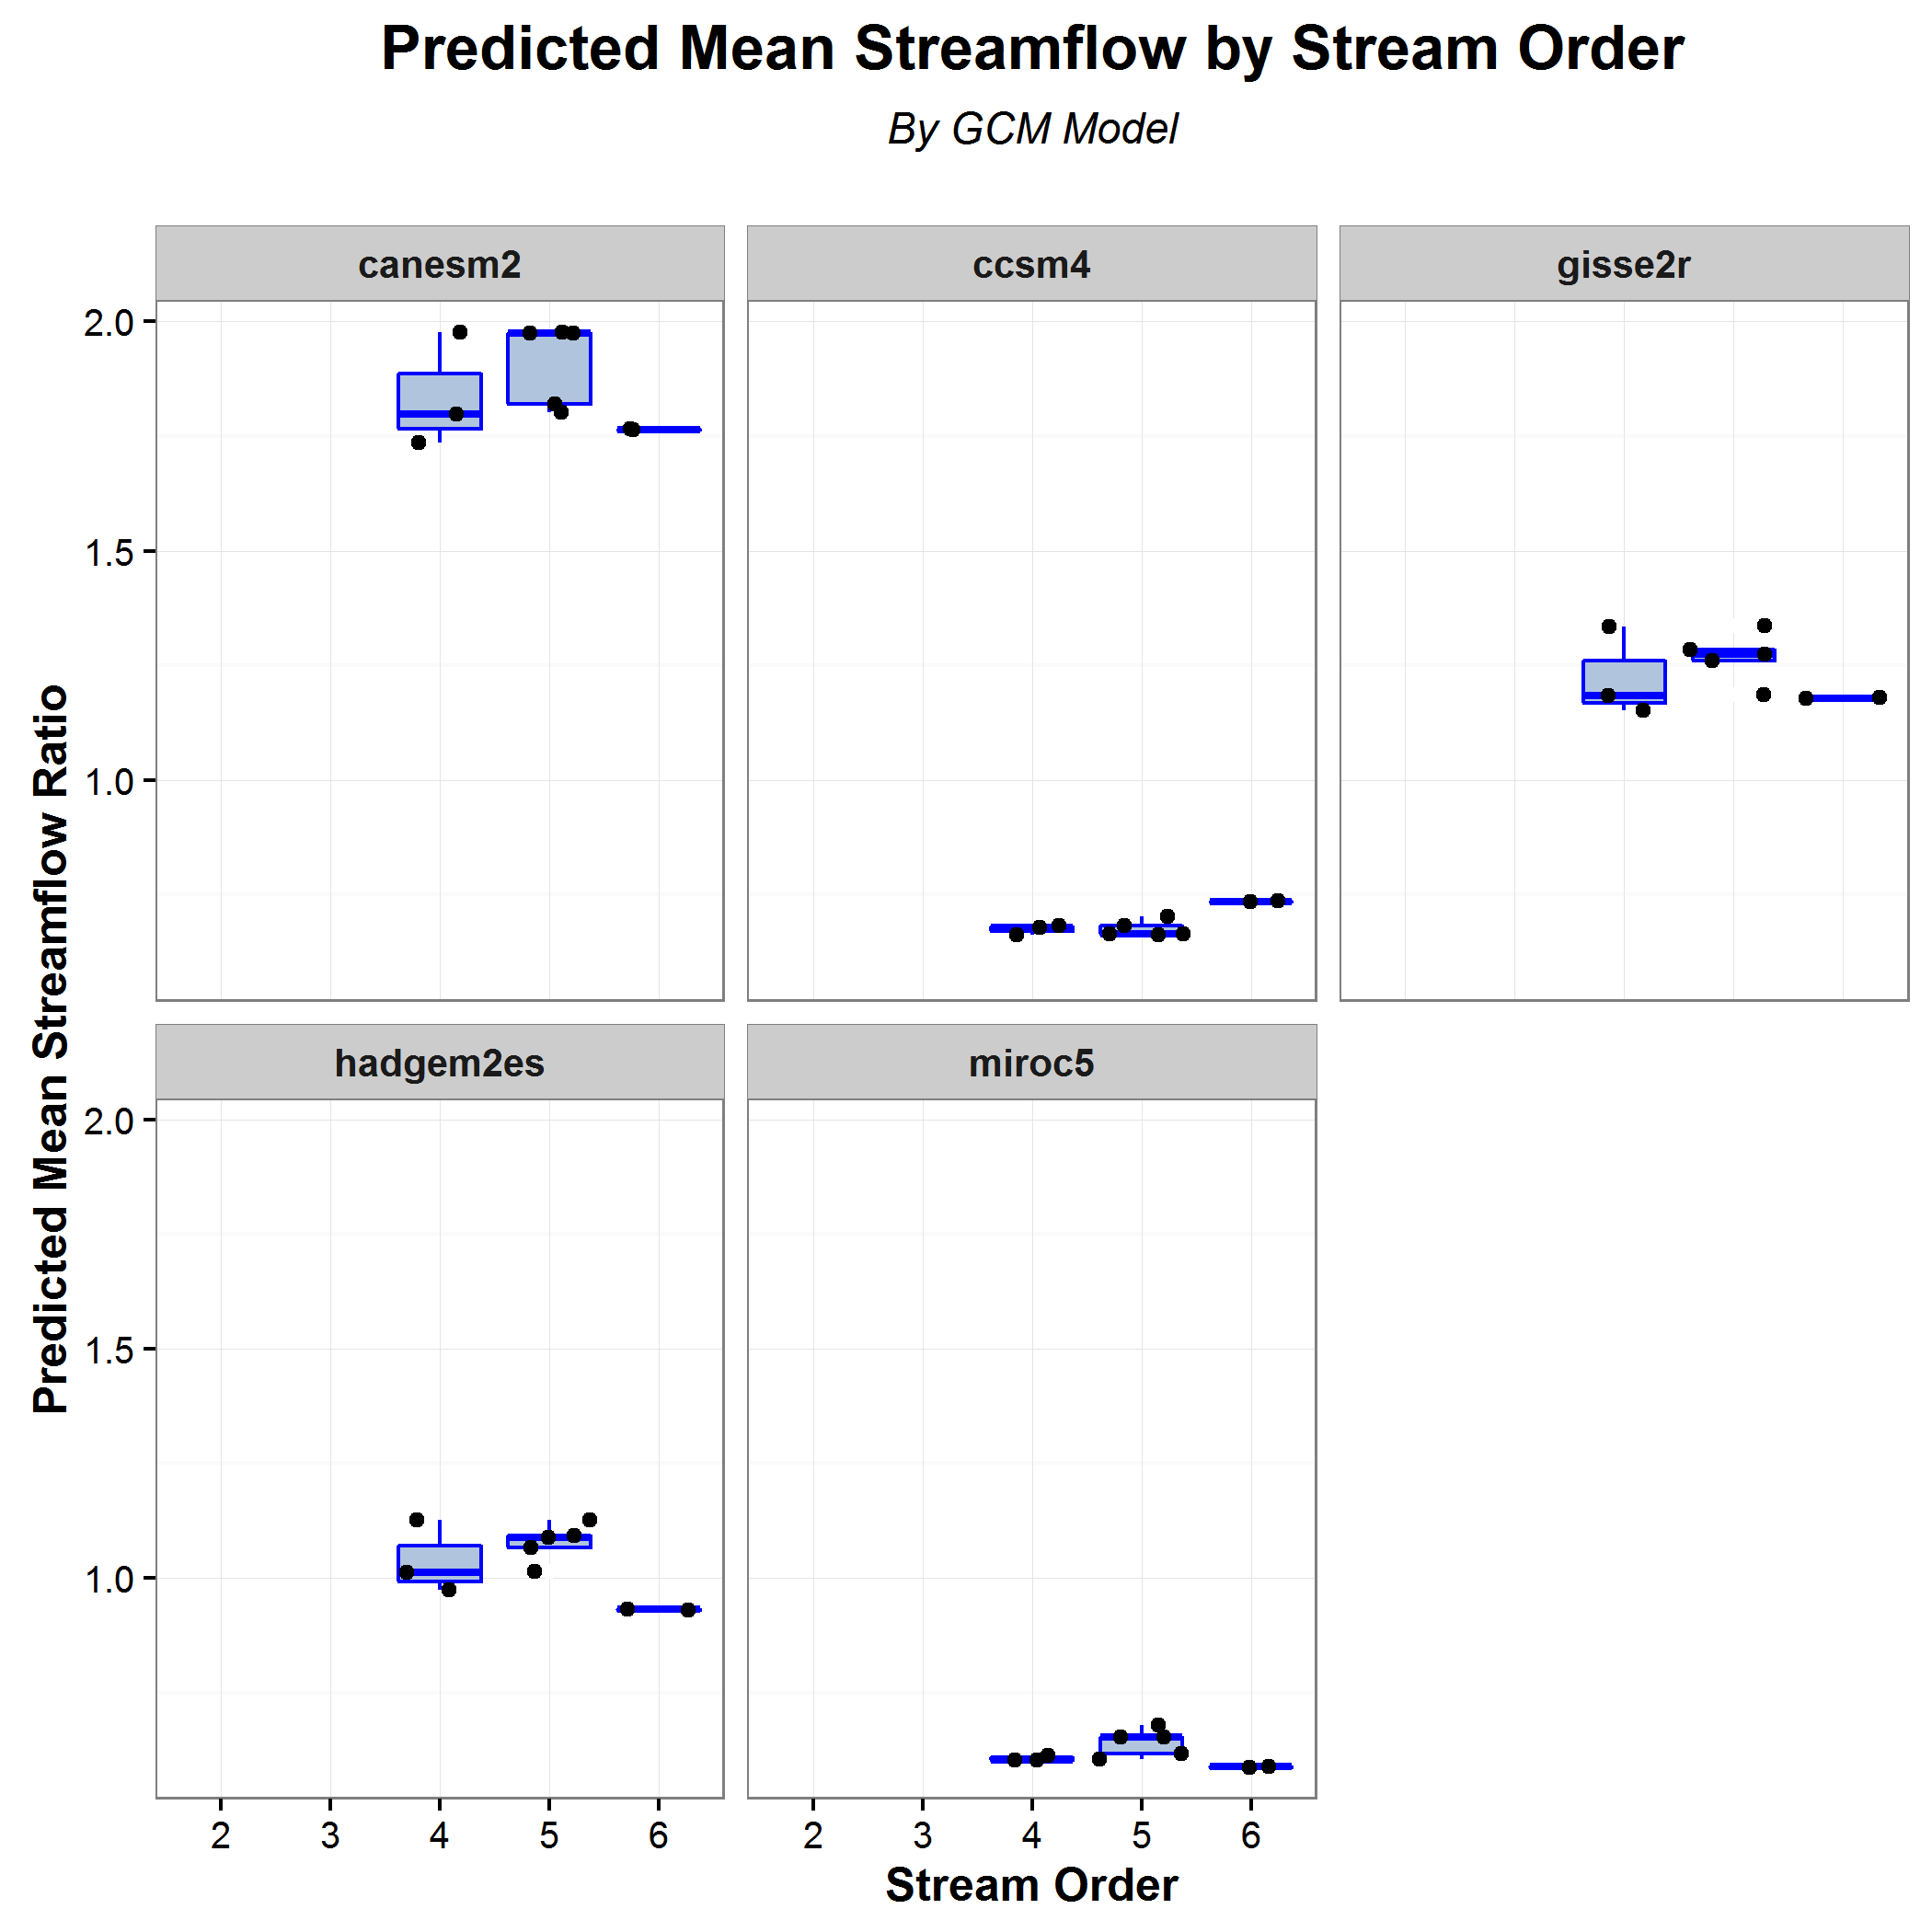 Predicted Mean Streamflow by Stream Order
By GCM Model
canesm2
ccsm4
gisse2r
2.0
1.5
1.0
Predicted Mean Streamflow Ratio
hadgem2es
miroc5
2.0
1.5
1.0
2 3 4 5 6
2 3 4 5 6
Stream Order